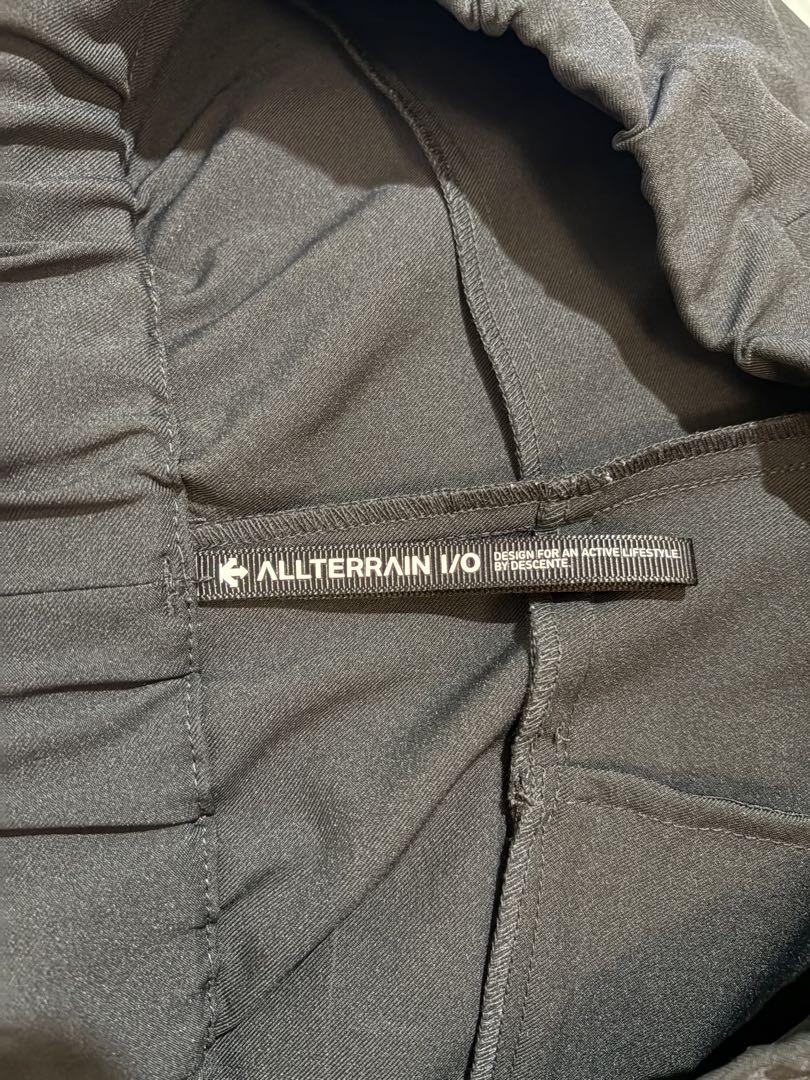 ALLTERRAIN I/O
DESIGN FOR AN ACTIVE LIFESTYLE.
BY DESCENTE.